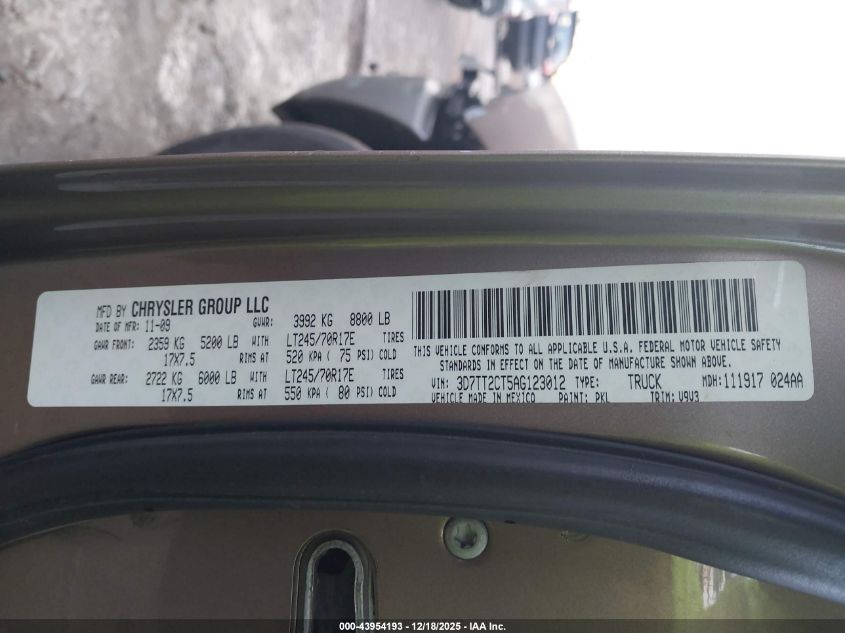 MFD BY CHRYSLER GROUP LLC
DATE OF MFR: 11-09 GVWR: 3992 KG 8800 LB
GAWR FRONT: 2359 KG 5200 LB WITH LT245/70R17E TIRES
17X7.5 RIMS AT 520 KPA ( 75 PSI) COLD
GAWR REAR: 2722 KG 6000 LB WITH LT245/70R17E TIRES
17X7.5 RIMS AT 550 KPA ( 80 PSI) COLD
THIS VEHICLE CONFORMS TO ALL APPLICABLE U.S.A. FEDERAL MOTOR VEHICLE SAFETY
STANDARDS IN EFFECT ON THE DATE OF MANUFACTURE SHOWN ABOVE.
VIN: 3D7TT2CT5AG123012 TYPE: TRUCK MDH: 111917 024AA
VEHICLE MADE IN MEXICO PAINT: PKL TRIM: V9V3
000-43954193 - 12/18/2025 - IAA Inc.